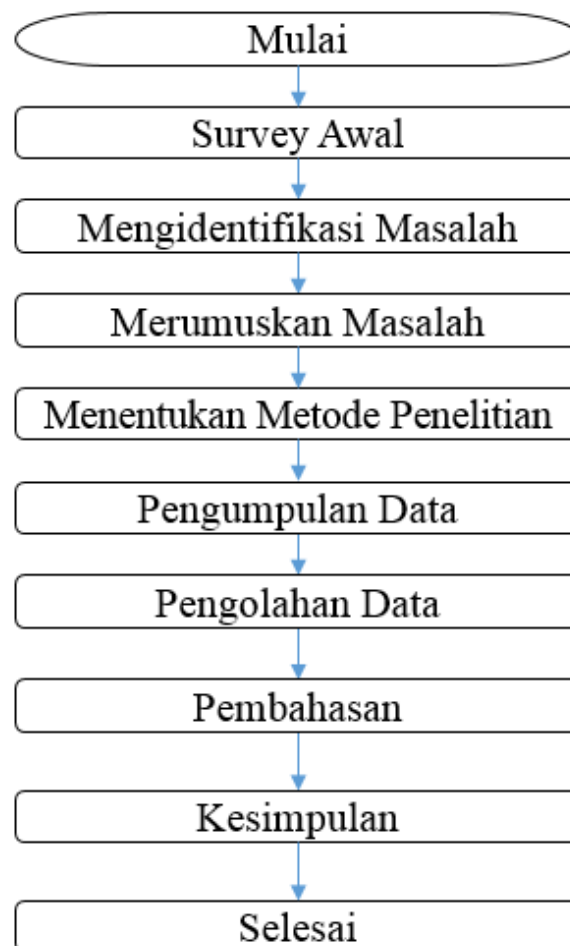 Mulai
Survey Awal
Mengidentifikasi Masalah
Merumuskan Masalah
Menentukan Metode Penelitian
Pengumpulan Data
Pengolahan Data
Pembahasan
Kesimpulan
Selesai